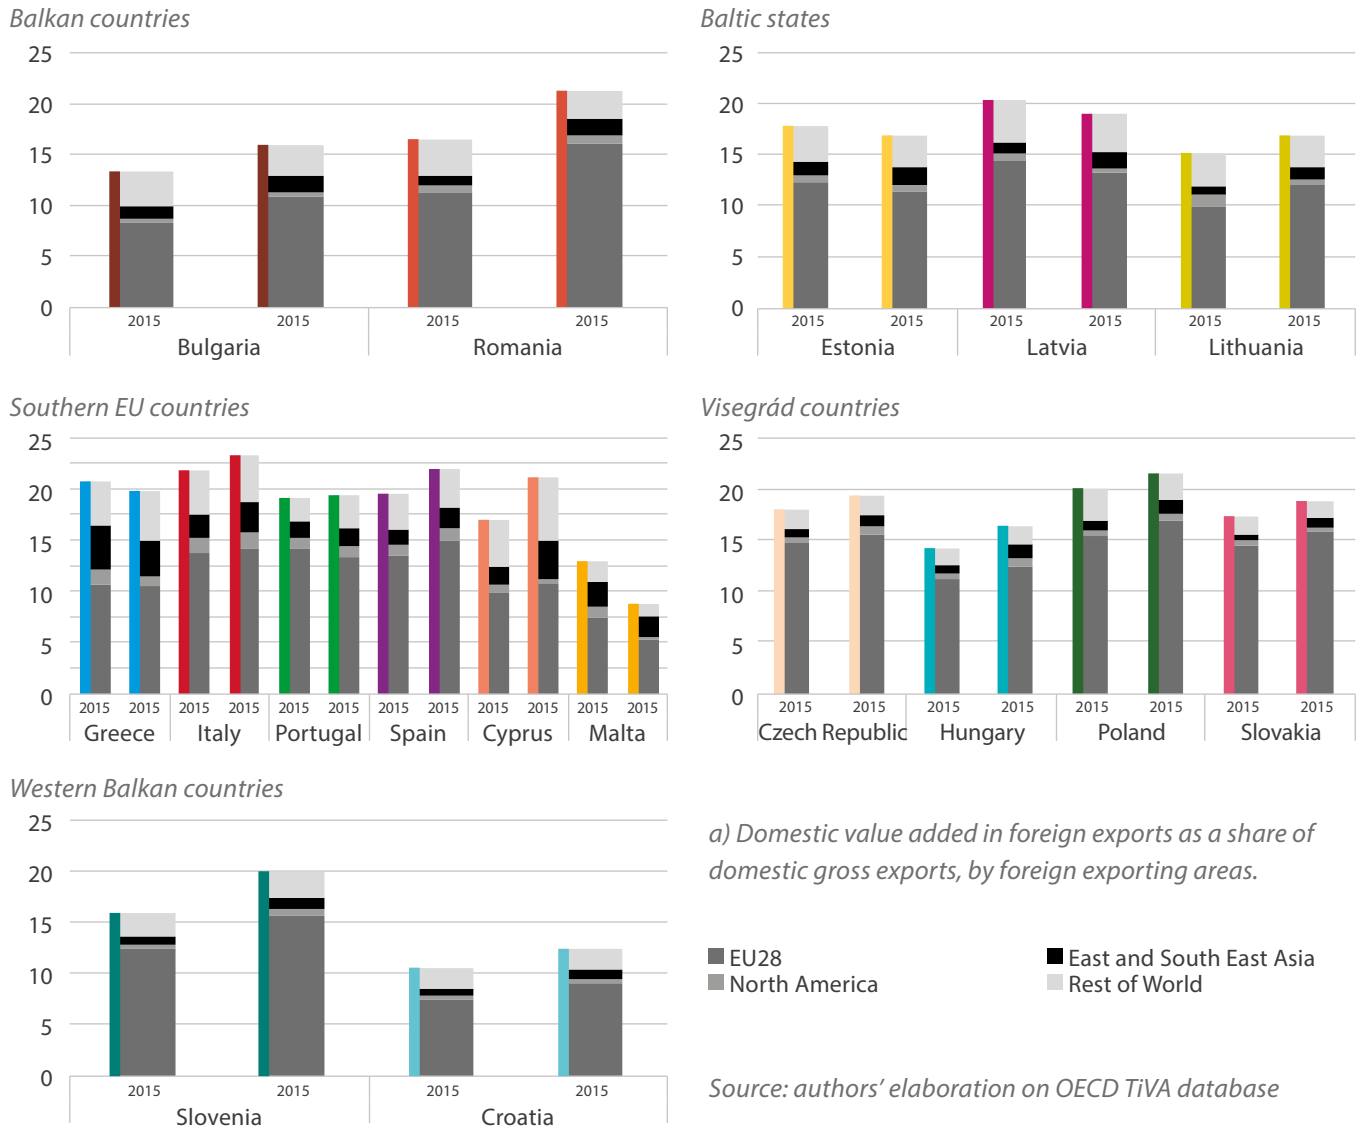 Balkan countries
25
20
15
10
5
0
2015 2015 2015 2015
Bulgaria Romania
Baltic states
25
20
15
10
5
0
2015 2015 2015 2015 2015 2015
Estonia Latvia Lithuania
Southern EU countries
25
20
15
10
5
0
2015 2015 2015 2015 2015 2015 2015 2015 2015 2015 2015 2015
Greece Italy Portugal Spain Cyprus Malta
Visegrád countries
25
20
15
10
5
0
2015 2015 2015 2015 2015 2015 2015 2015
Czech Republic Hungary Poland Slovakia
Western Balkan countries
25
20
15
10
5
0
2015 2015 2015 2015
Slovenia Croatia
a) Domestic value added in foreign exports as a share of
domestic gross exports, by foreign exporting areas.
EU28 East and South East Asia
North America Rest of World
Source: authors’ elaboration on OECD TiVA database